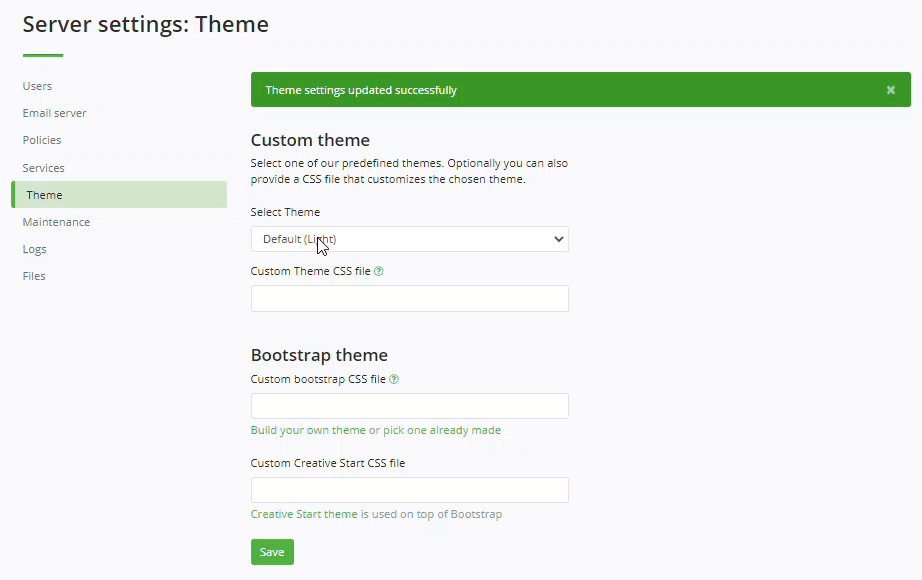 Server settings: Theme
Users
Email server
Policies
Services
Theme
Maintenance
Logs
Files
Theme settings updated successfully
Custom theme
Select one of our predefined themes. Optionally you can also
provide a CSS file that customizes the chosen theme.
Select Theme
Default (Light)
Custom Theme CSS file
Bootstrap theme
Custom bootstrap CSS file
Build your own theme or pick one already made
Custom Creative Start CSS file
Creative Start theme is used on top of Bootstrap
Save